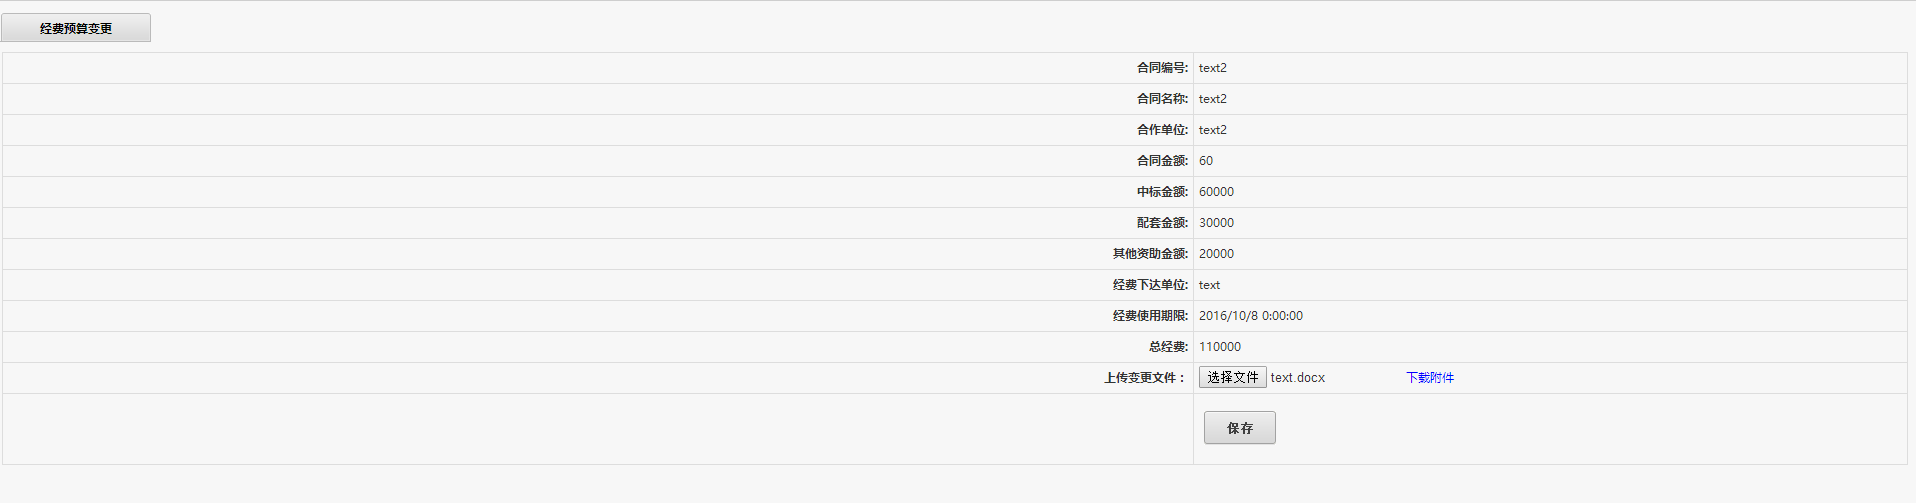 经费预算变更
合同编号: text2
合同名称: text2
合作单位: text2
合同金额: 60
中标金额: 60000
配套金额: 30000
其他资助金额: 20000
经费下达单位: text
经费使用期限: 2016/10/8 0:00:00
总经费: 110000
上传变更文件： 选择文件 text.docx 下载附件
保存